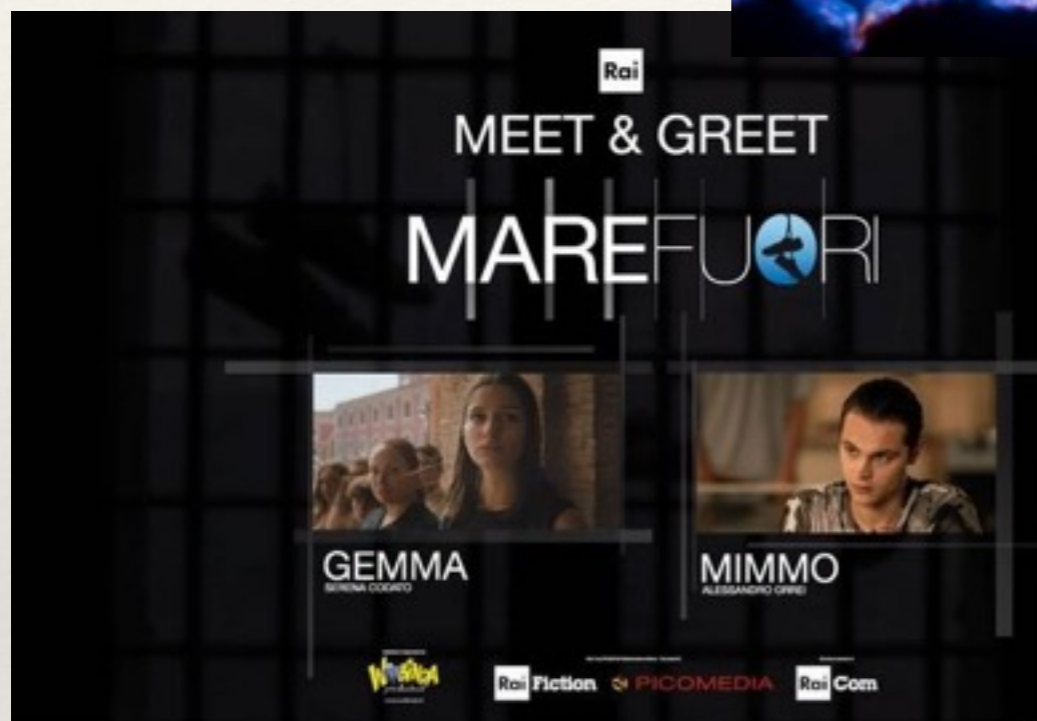 Rai
MEET & GREET
MAREFUORI
GEMMA
SERENA CODATO
MIMMO
ALESSANDRO ORREI
Rai Fiction
PICOMEDIA
Rai Com